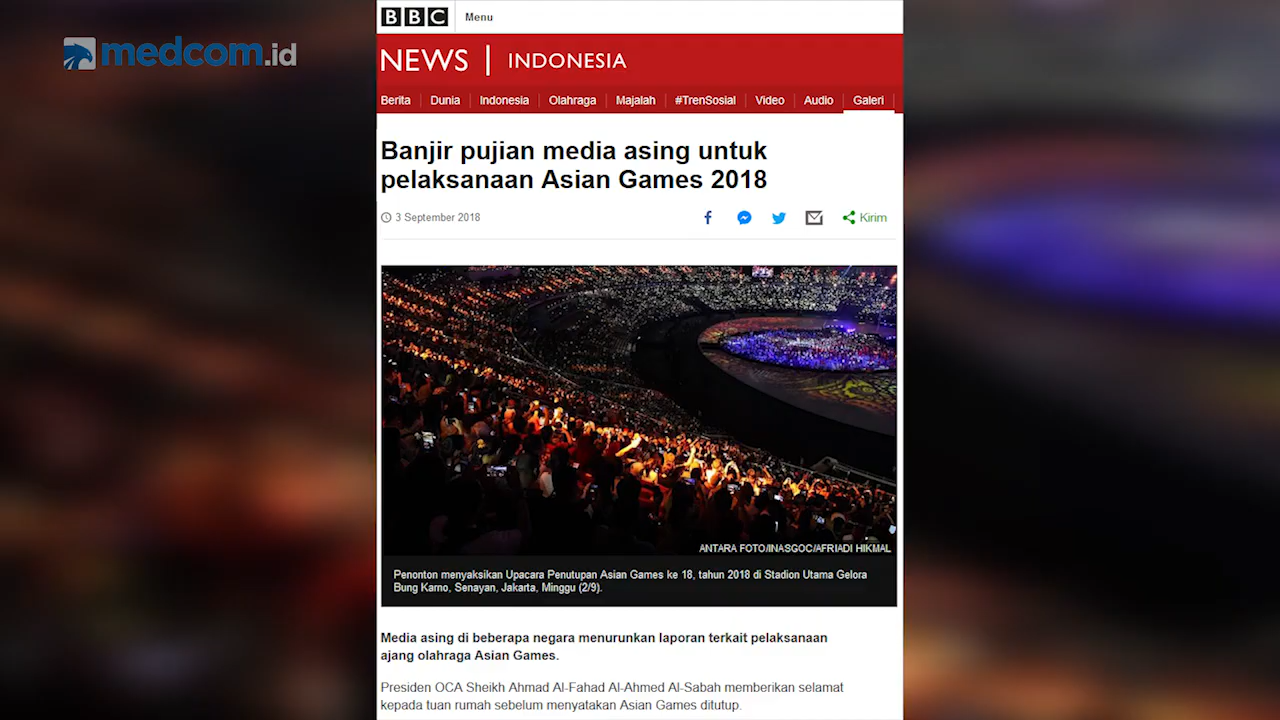 medcom.id
BBC Menu
NEWS | INDONESIA
Berita Dunia Indonesia Olahraga Majalah #TrenSosial Video Audio Galeri
Banjir pujian media asing untuk
pelaksanaan Asian Games 2018
3 September 2018
Kirim
ANTARA FOTO/INASGOC/AFRIADI HIKMAL
Penonton menyaksikan Upacara Penutupan Asian Games ke 18, tahun 2018 di Stadion Utama Gelora
Bung Karno, Senayan, Jakarta, Minggu (2/9).
Media asing di beberapa negara menurunkan laporan terkait pelaksanaan
ajang olahraga Asian Games.
Presiden OCA Sheikh Ahmad Al-Fahad Al-Ahmed Al-Sabah memberikan selamat
kepada tuan rumah sebelum menyatakan Asian Games ditutup.